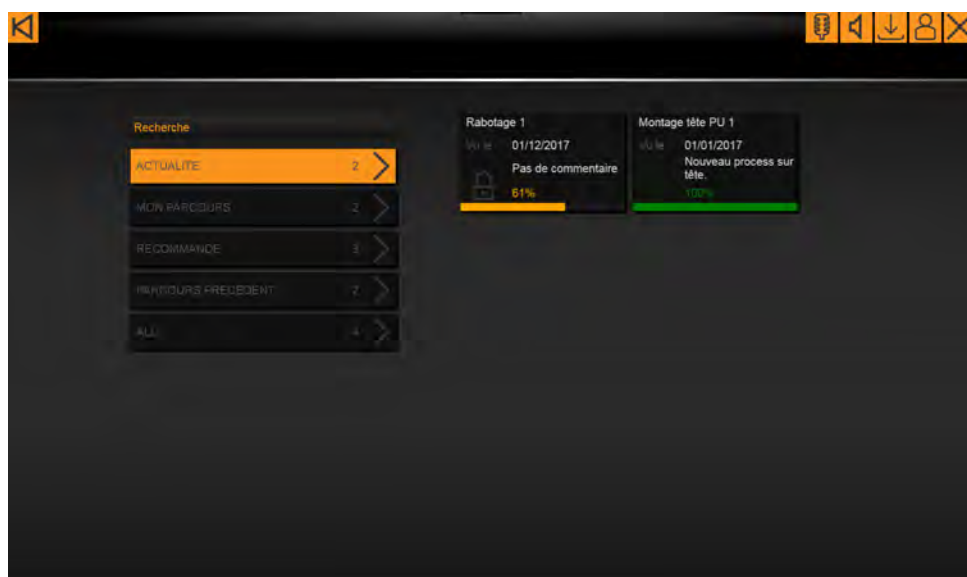 Recherche
ACTUALITE 2
MON PARCOURS 2
RECOMMANDE 3
PARCOURS PRECEDENT 2
ALU 4
Rabotage 1
Vu le 01/12/2017
Pas de commentaire
61%
Montage tête PU 1
Vu le 01/01/2017
Nouveau process sur
tête.
100%